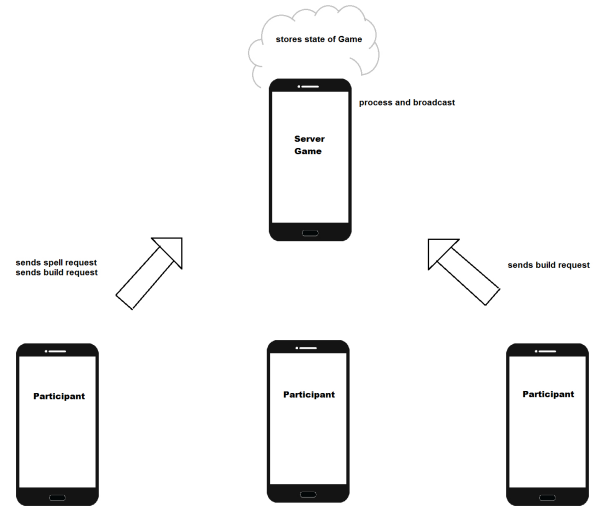 stores state of Game
process and broadcast
Server
Game
sends spell request
sends build request
sends build request
Participant
Participant
Participant